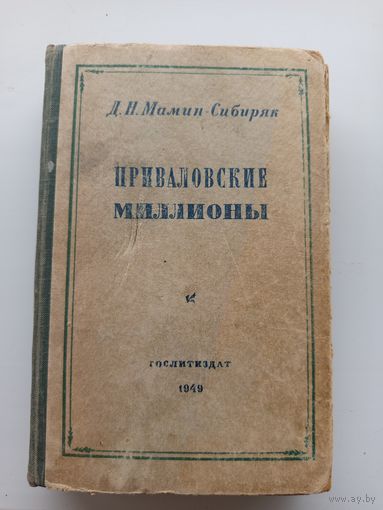 Д. Н. Мамин-Сибиряк
ПРИВАЛОВСКИЕ
МИЛЛИОНЫ
ГОСЛИТИЗДАТ
1949
www.ay.by